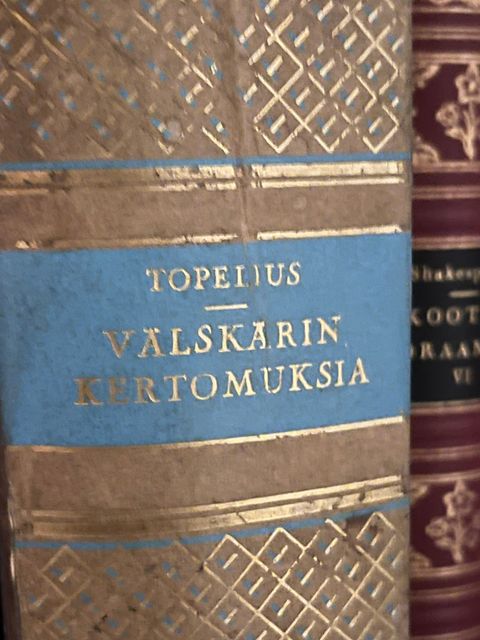 TOPELIUS
VÄLSKÄRIN
KERTOMUKSIA
Shakesp
KOOT
DRAAM
VI